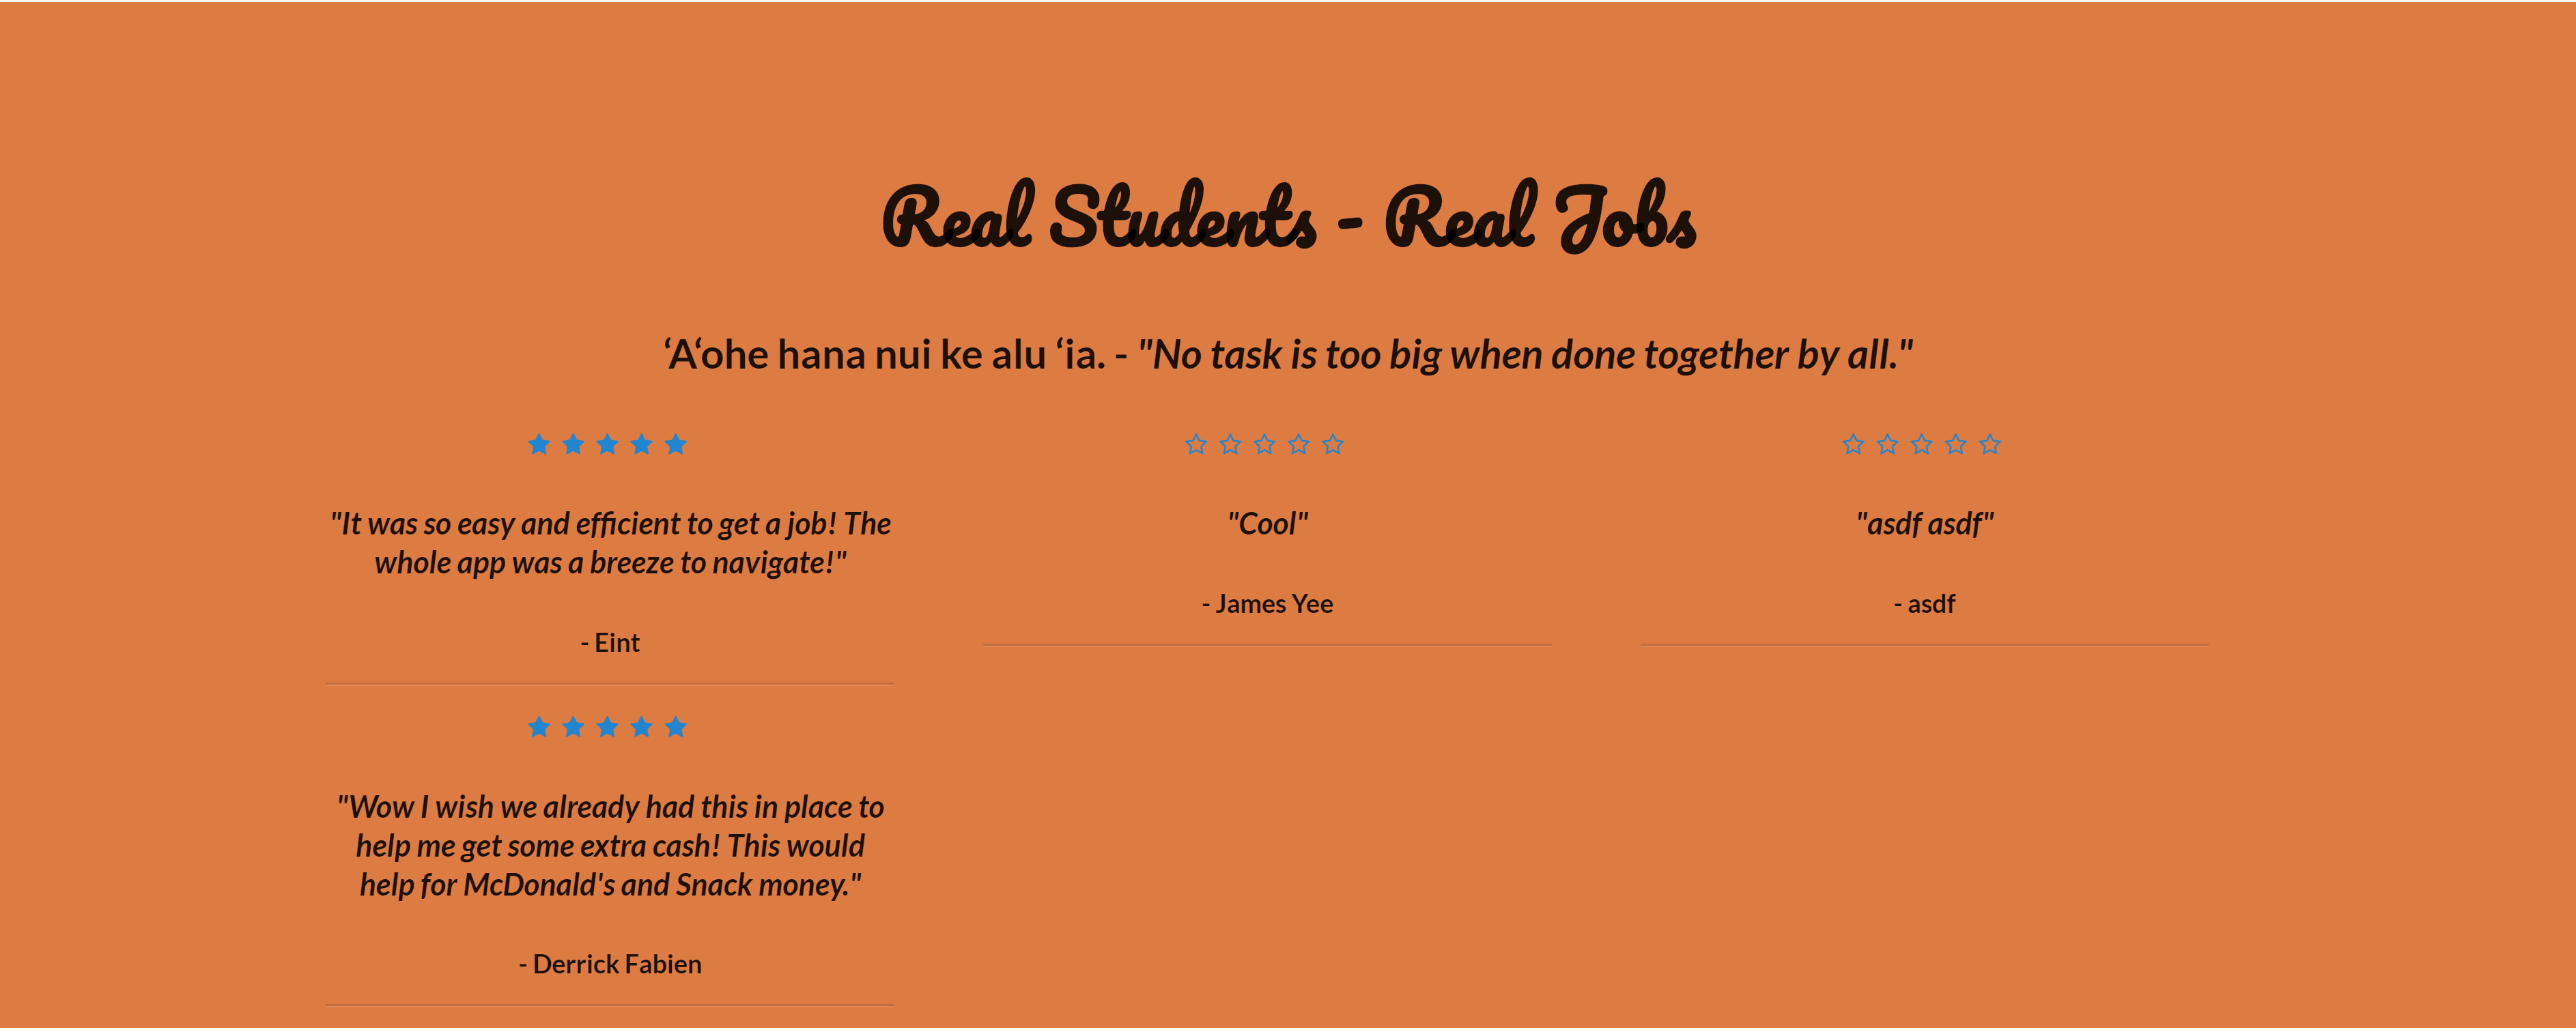 Real Students - Real Jobs
ʻAʻohe hana nui ke alu ʻia. - "No task is too big when done together by all."
"It was so easy and efficient to get a job! The
whole app was a breeze to navigate!"
- Eint
"Cool"
- James Yee
"asdf asdf"
- asdf
"Wow I wish we already had this in place to
help me get some extra cash! This would
help for McDonald's and Snack money."
- Derrick Fabien